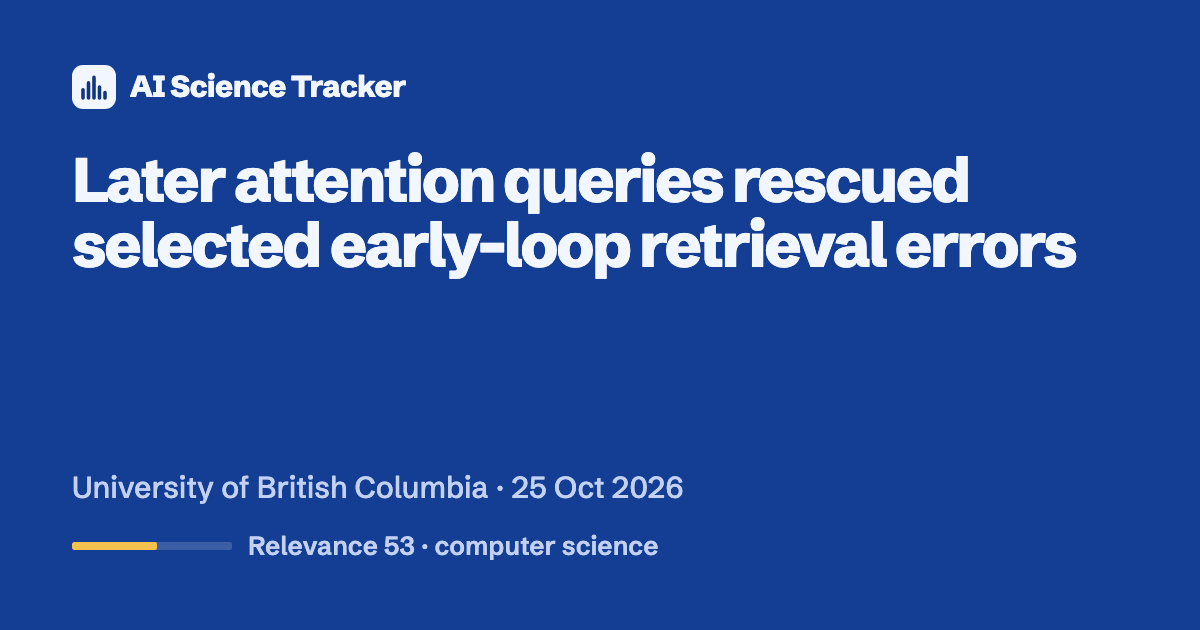 AI Science Tracker
Later attention queries rescued
selected early-loop retrieval errors
University of British Columbia · 25 Oct 2026
Relevance 53 · computer science